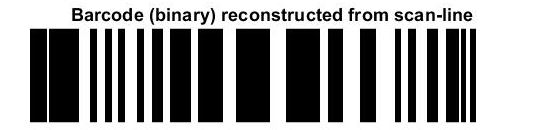 Barcode (binary) reconstructed from scan-line